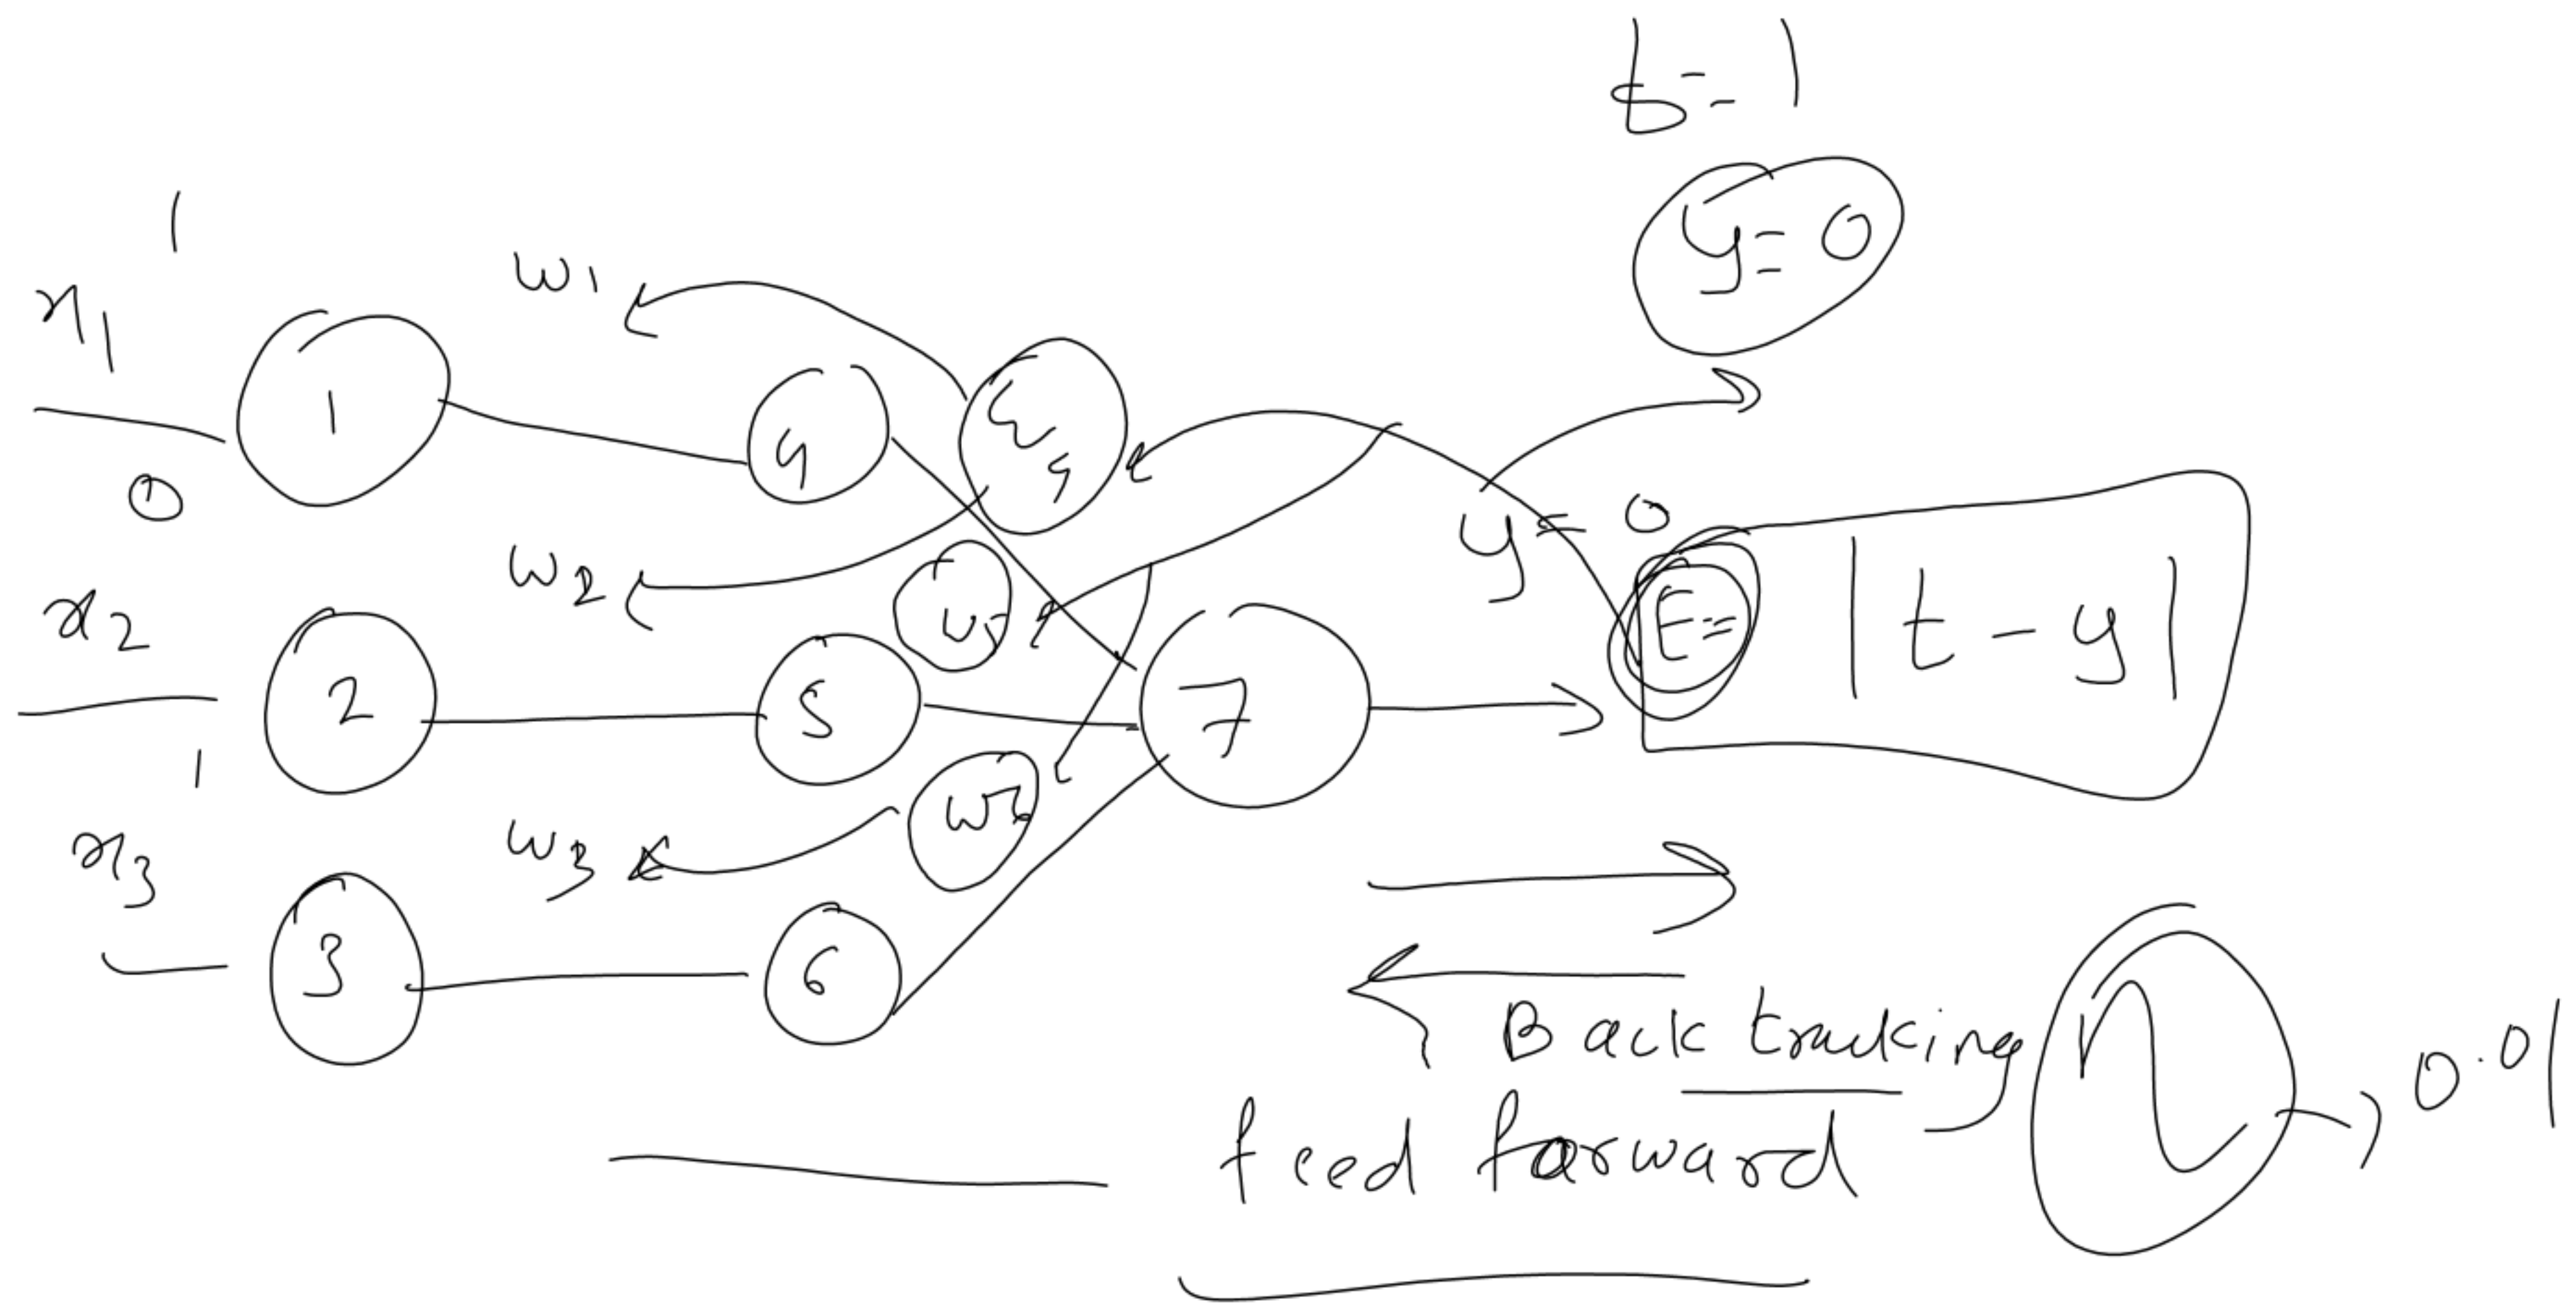 t = 1
y = 0
1
x1
w1
1
4
w4
0
x2
w2
w5
y = 0
E = | t - y |
2
5
7
1
x3
w3
w6
3
6
Back tracking
η
0.01
feed forward